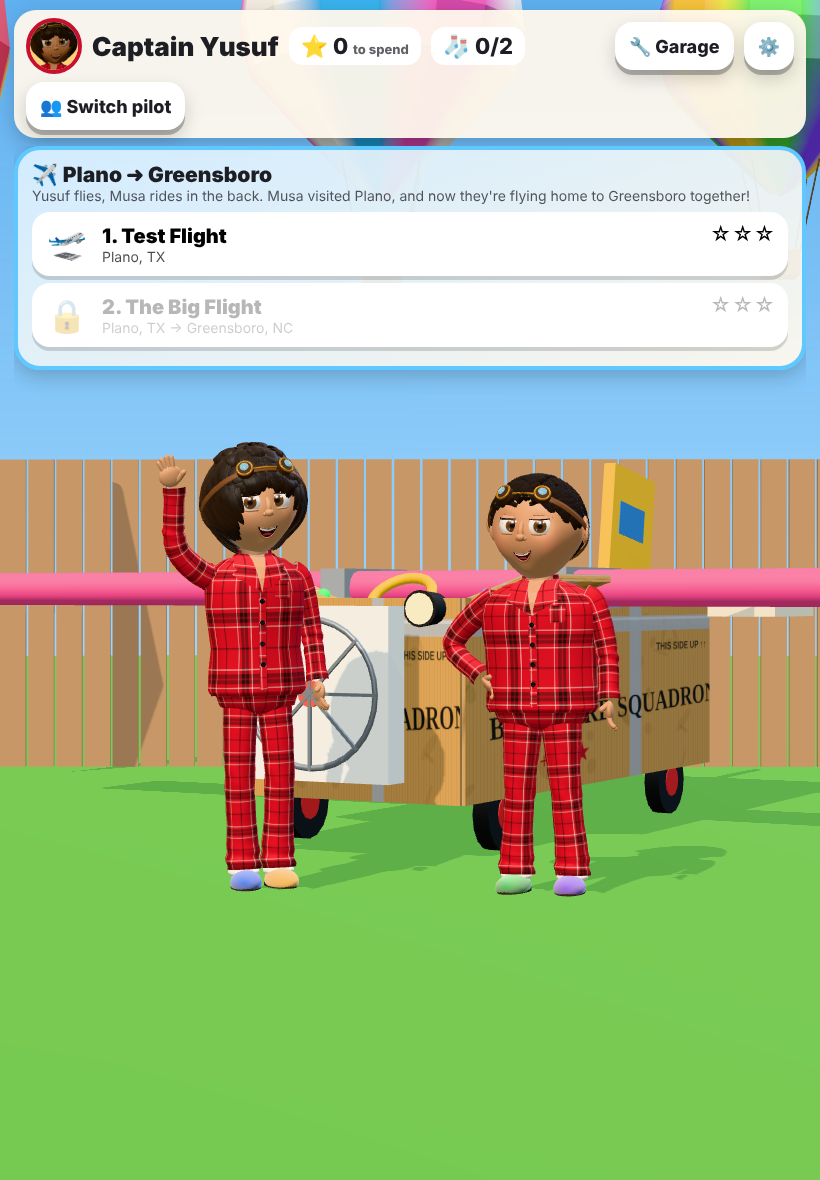 Captain Yusuf
0 to spend
0/2
Garage
Switch pilot
Plano → Greensboro
Yusuf flies, Musa rides in the back. Musa visited Plano, and now they're flying home to Greensboro together!
1. Test Flight
Plano, TX
2. The Big Flight
Plano, TX → Greensboro, NC
THIS SIDE UP
THIS SIDE UP ↑↑
SQUADRON